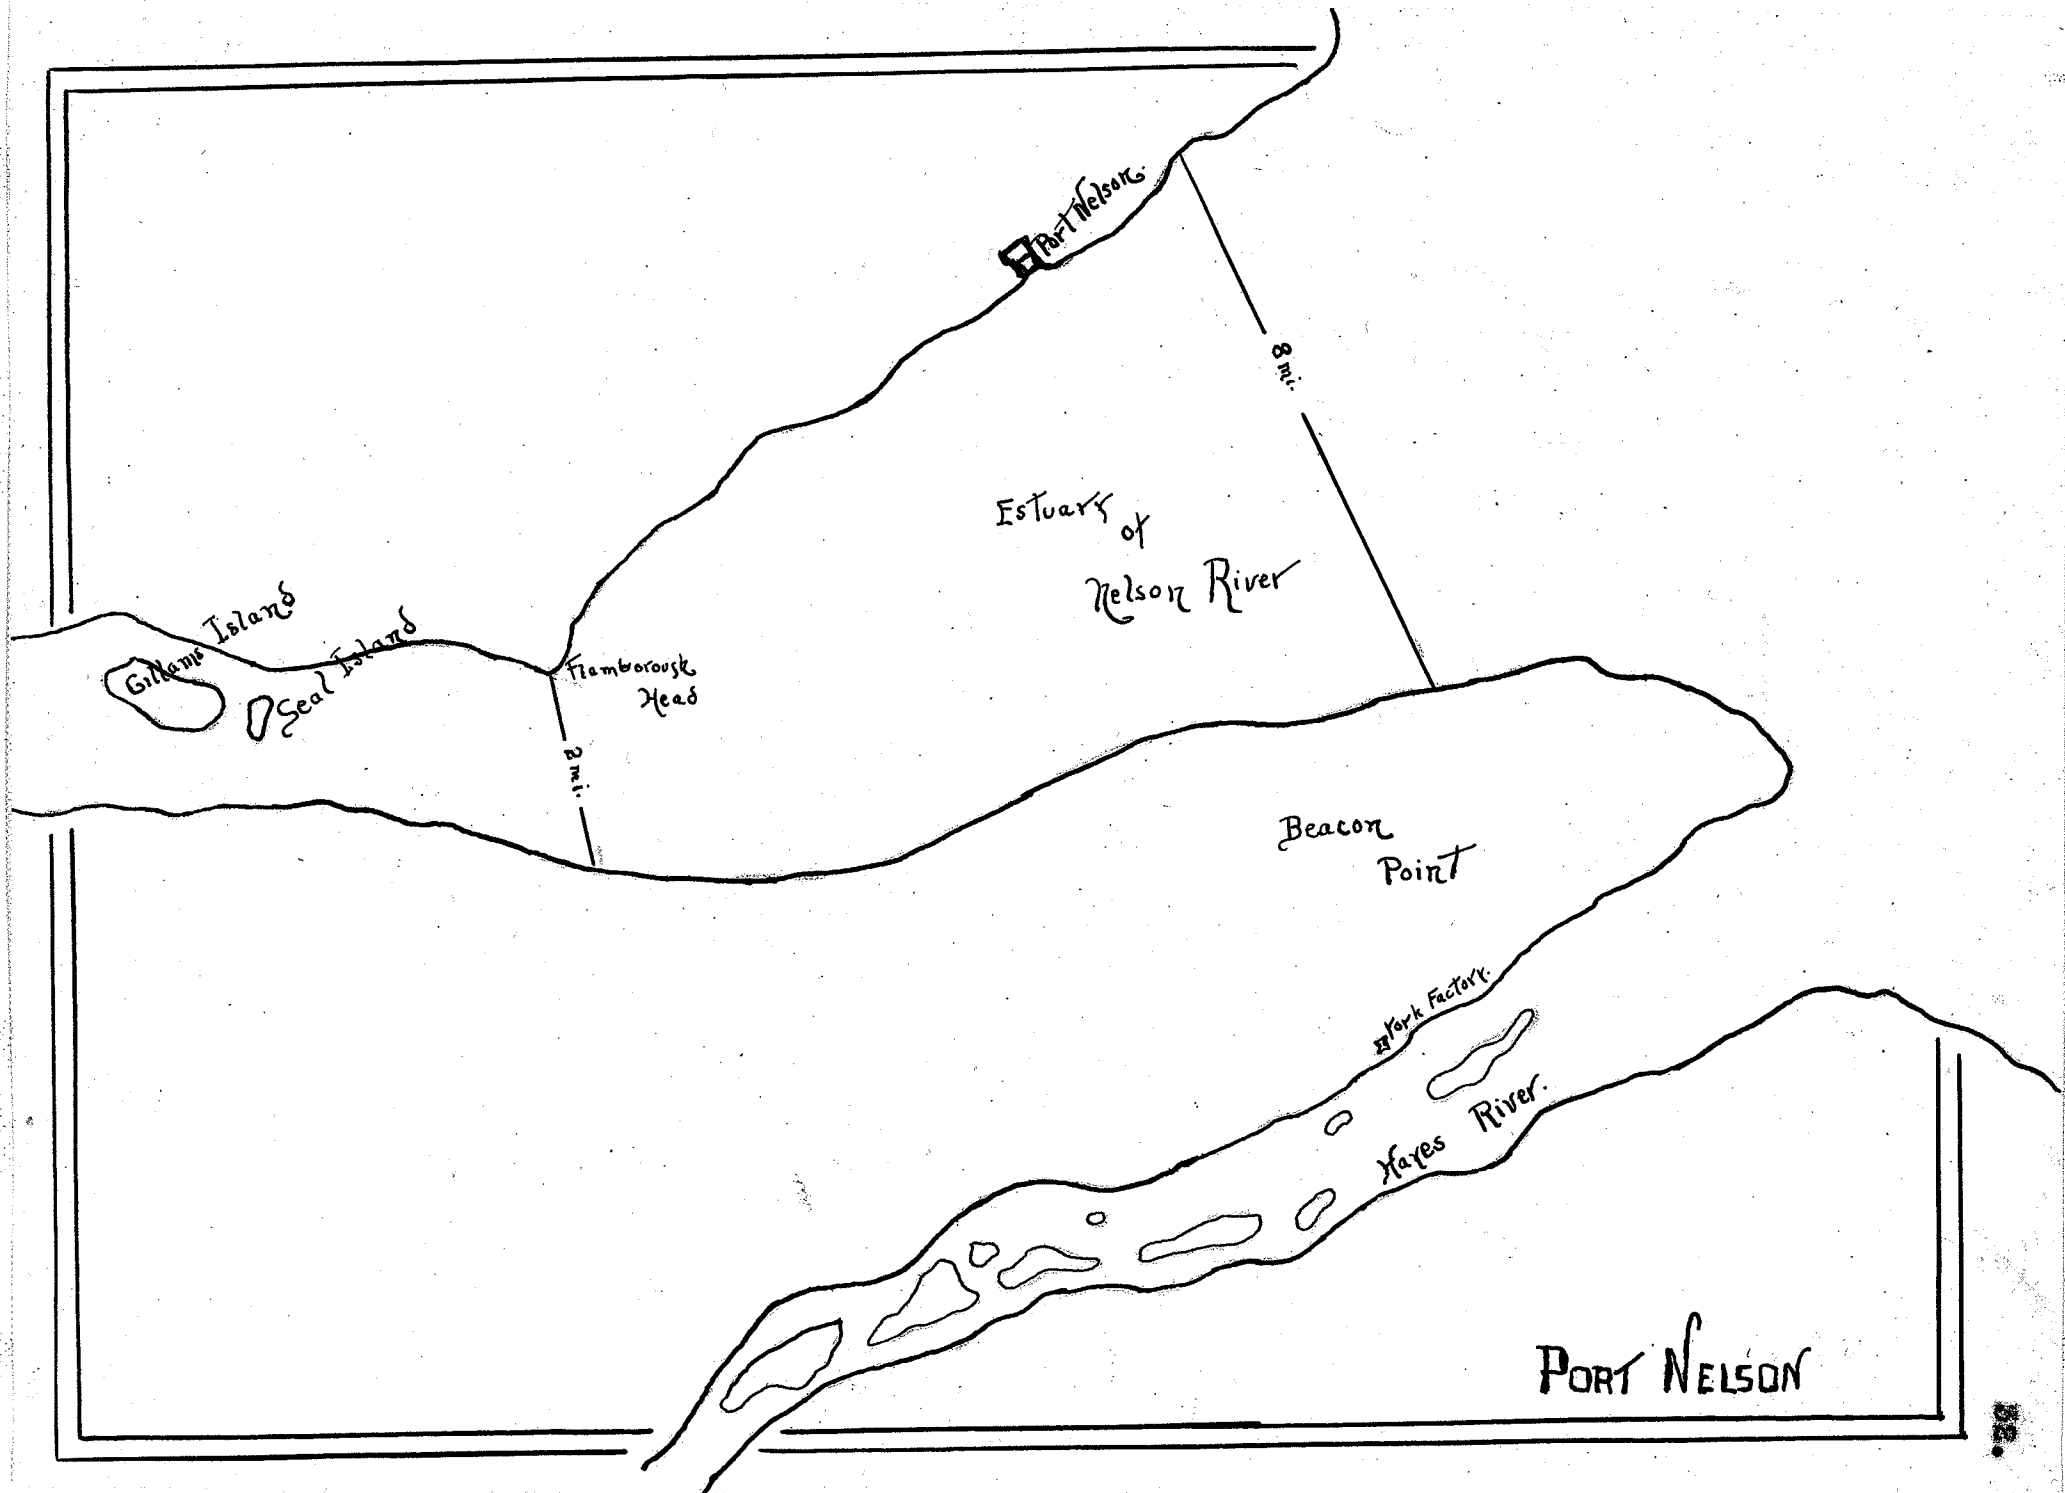 Port Nelson.
8 mi.
Estuary
of
Nelson River
Gillams Island
Seal Island
Flamborough
Head
2 mi.
Beacon
Point
York Factory.
Hayes River.
PORT NELSON
52.